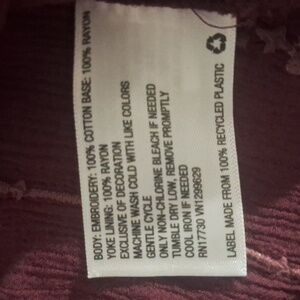 BODY: EMBROIDERY: 100% COTTON BASE: 100% RAYON
YOKE LINING: 100% RAYON
EXCLUSIVE OF DECORATION
MACHINE WASH COLD WITH LIKE COLORS
GENTLE CYCLE
ONLY NON-CHLORINE BLEACH IF NEEDED
TUMBLE DRY LOW, REMOVE PROMPTLY
COOL IRON IF NEEDED
RN17730 VN1299629
LABEL MADE FROM 100% RECYCLED PLASTIC